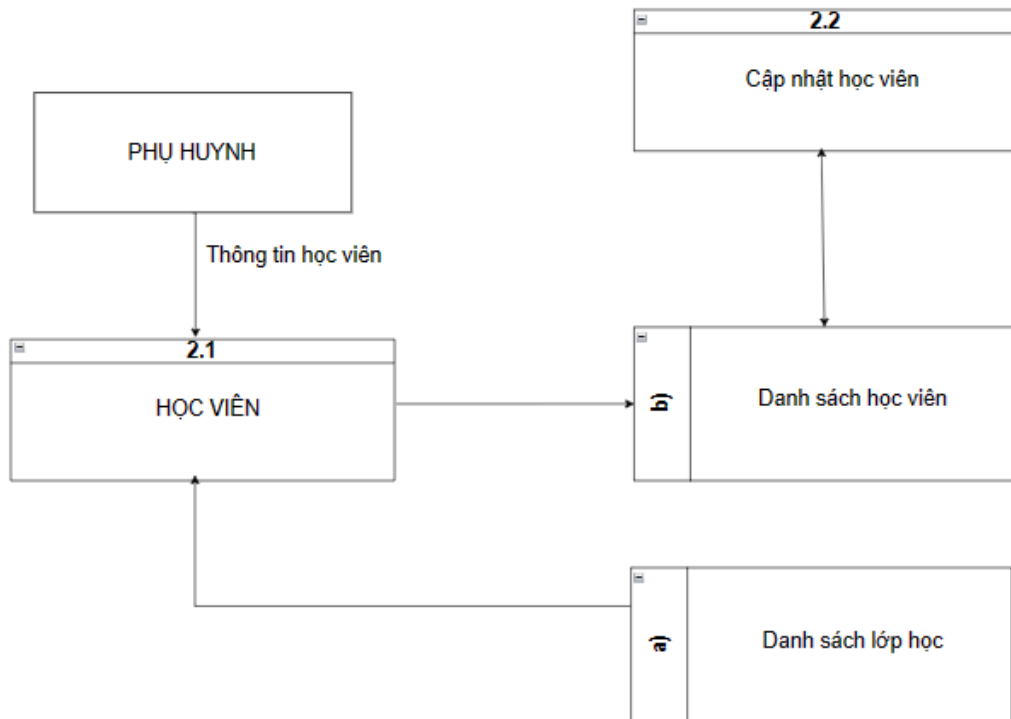 2.2
Cập nhật học viên
PHỤ HUYNH
Thông tin học viên
2.1
HỌC VIÊN
b)
Danh sách học viên
a)
Danh sách lớp học